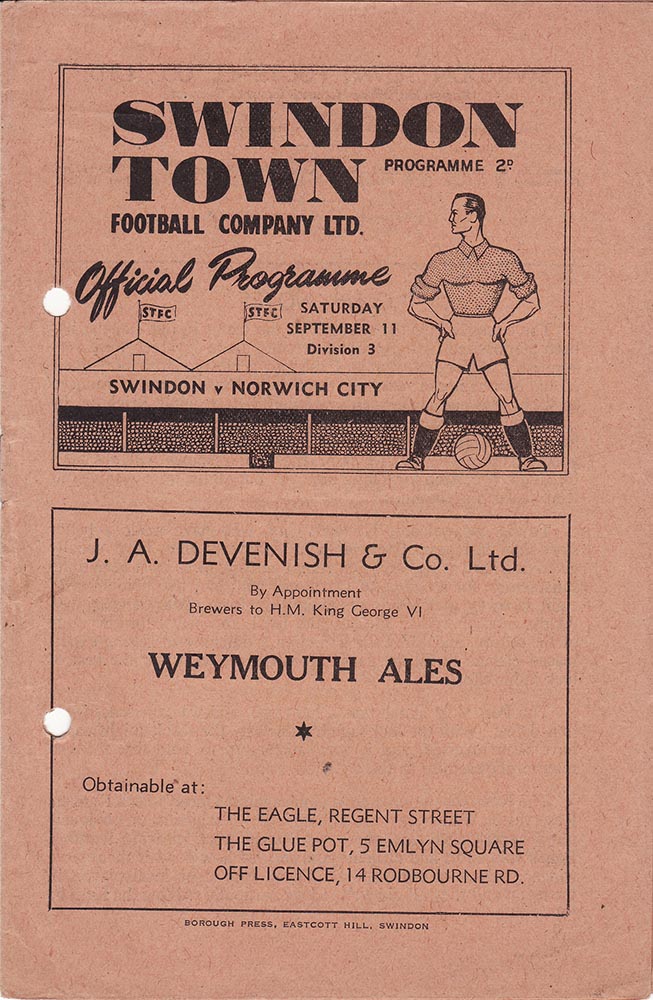 SWINDON
TOWN
PROGRAMME 2D.
FOOTBALL COMPANY LTD.
Official Programme
STFC
STFC
SATURDAY
SEPTEMBER 11
Division 3
SWINDON v NORWICH CITY
J. A. DEVENISH & Co. Ltd.
By Appointment
Brewers to H.M. King George VI
WEYMOUTH ALES
Obtainable at:
THE EAGLE, REGENT STREET
THE GLUE POT, 5 EMLYN SQUARE
OFF LICENCE, 14 RODBOURNE RD.
BOROUGH PRESS, EASTCOTT HILL, SWINDON